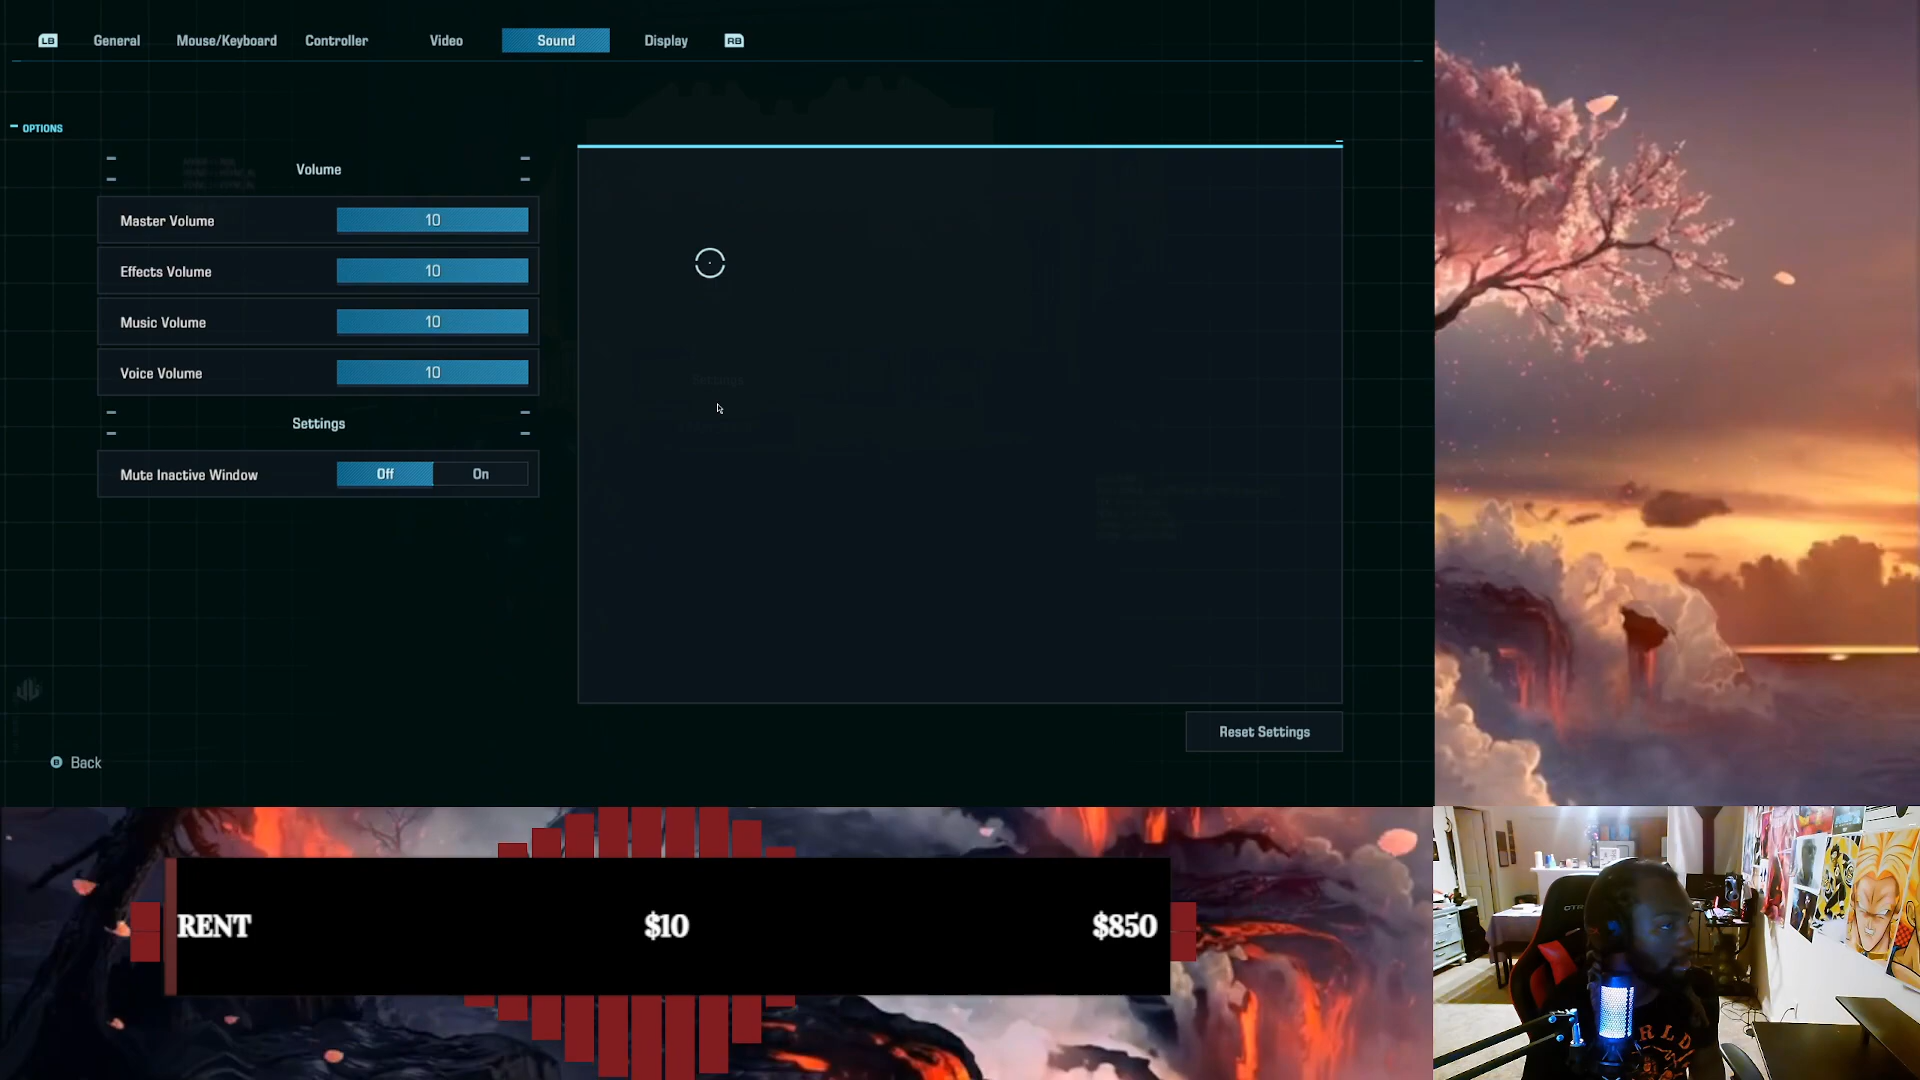 LB General Mouse/Keyboard Controller Video Sound Display RB
OPTIONS
Volume
Master Volume 10
Effects Volume 10
Music Volume 10
Voice Volume 10
Settings
Mute Inactive Window Off On
Settings
Reset Settings
B Back
RENT $10 $850